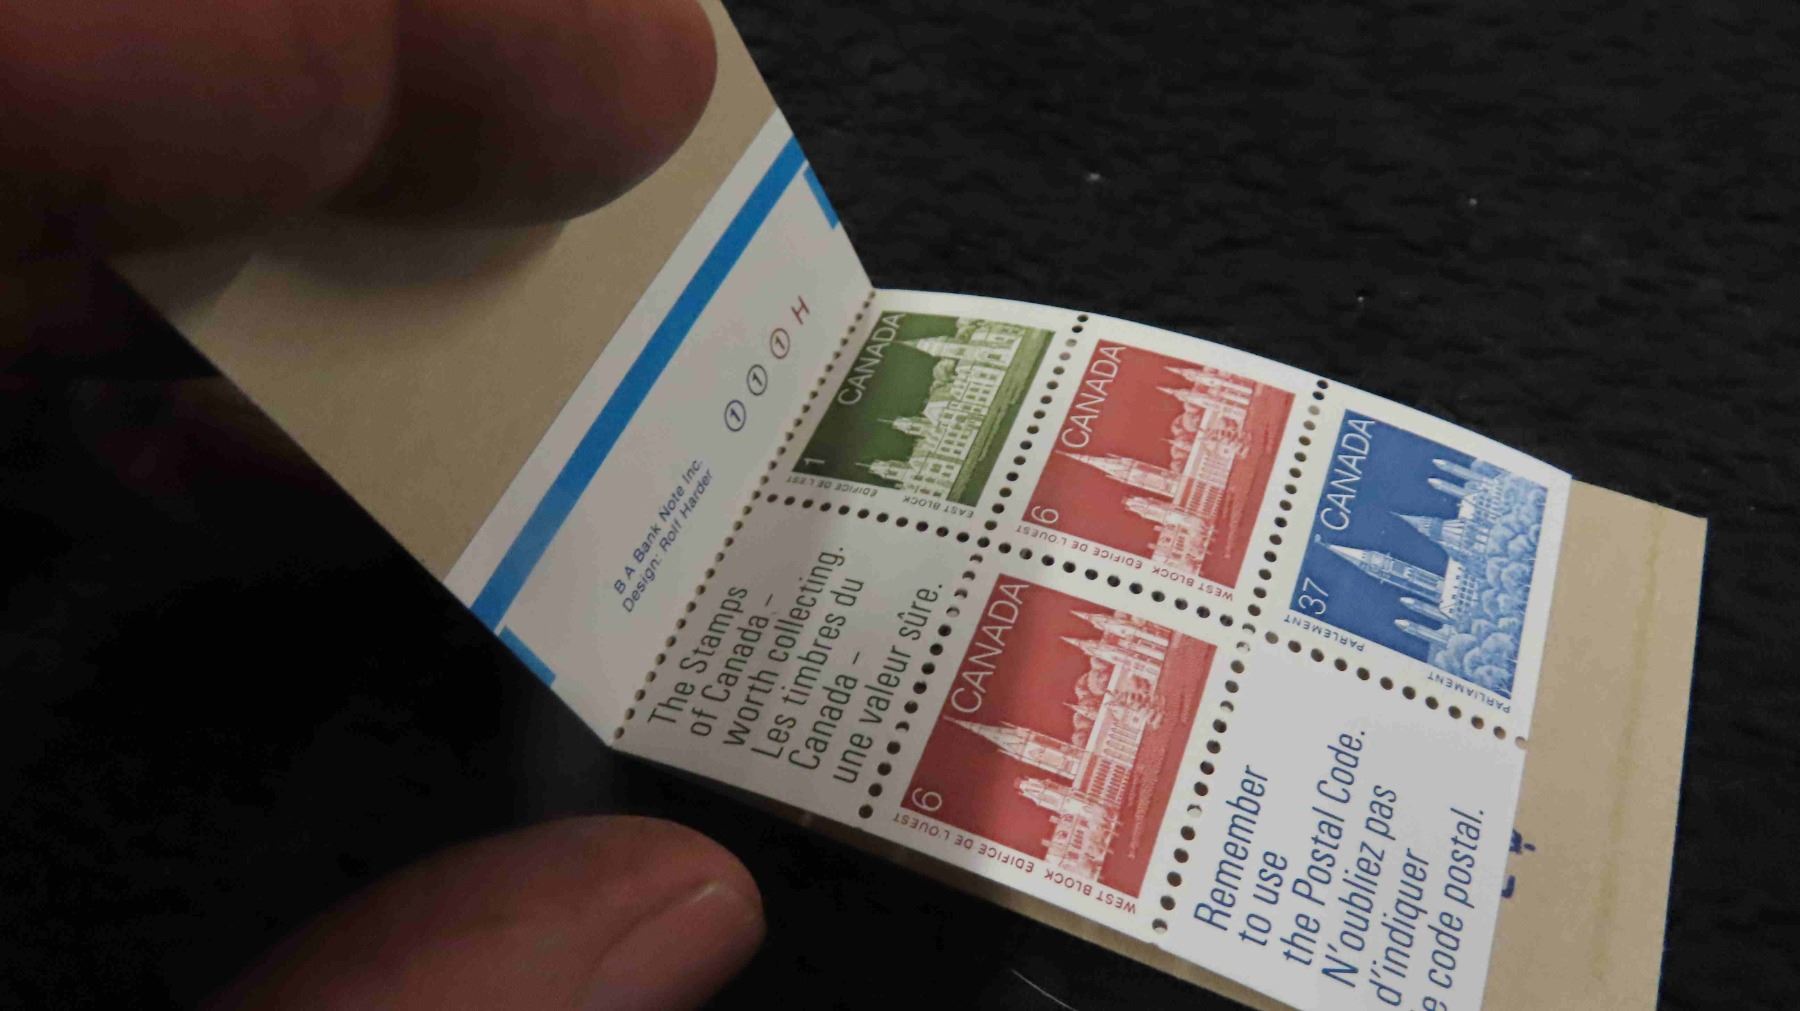 B A Bank Note Inc.
Design: Rolf Harder
1 1 1 H
CANADA
1
EDIFICE DE L'EST
EAST BLOCK
CANADA
6
EDIFICE DE L'OUEST
WEST BLOCK
CANADA
37
PARLEMENT
PARLIAMENT
The Stamps
of Canada –
worth collecting.
Les timbres du
Canada –
une valeur sûre.
CANADA
6
EDIFICE DE L'OUEST
WEST BLOCK
Remember
to use
the Postal Code.
N'oubliez pas
d'indiquer
code postal.